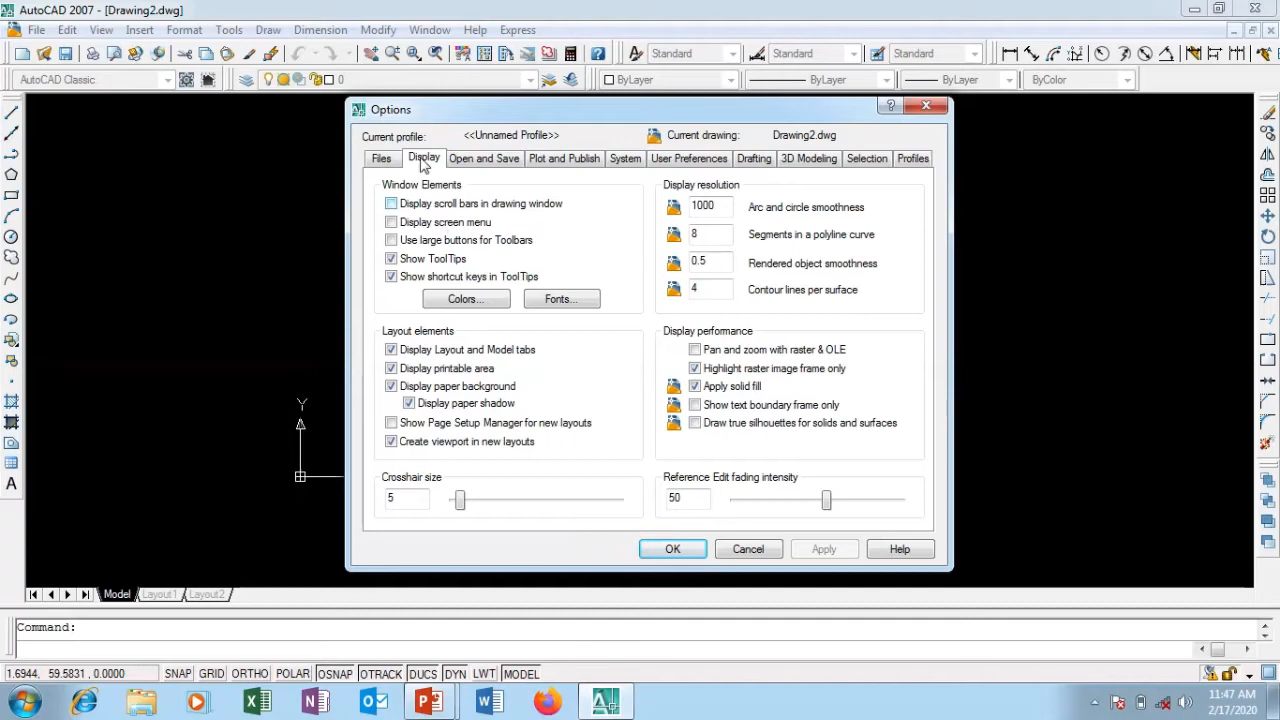 AutoCAD 2007 - [Drawing2.dwg]
File Edit View Insert Format Tools Draw Dimension Modify Window Help Express
Standard Standard Standard
AutoCAD Classic 0 ByLayer ByLayer ByLayer ByColor
Options
Current profile: <<Unnamed Profile>> Current drawing: Drawing2.dwg
Files Display Open and Save Plot and Publish System User Preferences Drafting 3D Modeling Selection Profiles
Window Elements
Display scroll bars in drawing window
Display screen menu
Use large buttons for Toolbars
Show ToolTips
Show shortcut keys in ToolTips
Colors... Fonts...
Display resolution
1000 Arc and circle smoothness
8 Segments in a polyline curve
0.5 Rendered object smoothness
4 Contour lines per surface
Layout elements
Display Layout and Model tabs
Display printable area
Display paper background
Display paper shadow
Show Page Setup Manager for new layouts
Create viewport in new layouts
Display performance
Pan and zoom with raster & OLE
Highlight raster image frame only
Apply solid fill
Show text boundary frame only
Draw true silhouettes for solids and surfaces
Crosshair size
5
Reference Edit fading intensity
50
OK Cancel Apply Help
Y
Model Layout1 Layout2
Command:
1.6944, 59.5831 , 0.0000 SNAP GRID ORTHO POLAR OSNAP OTRACK DUCS DYN LWT MODEL
11:47 AM
2/17/2020